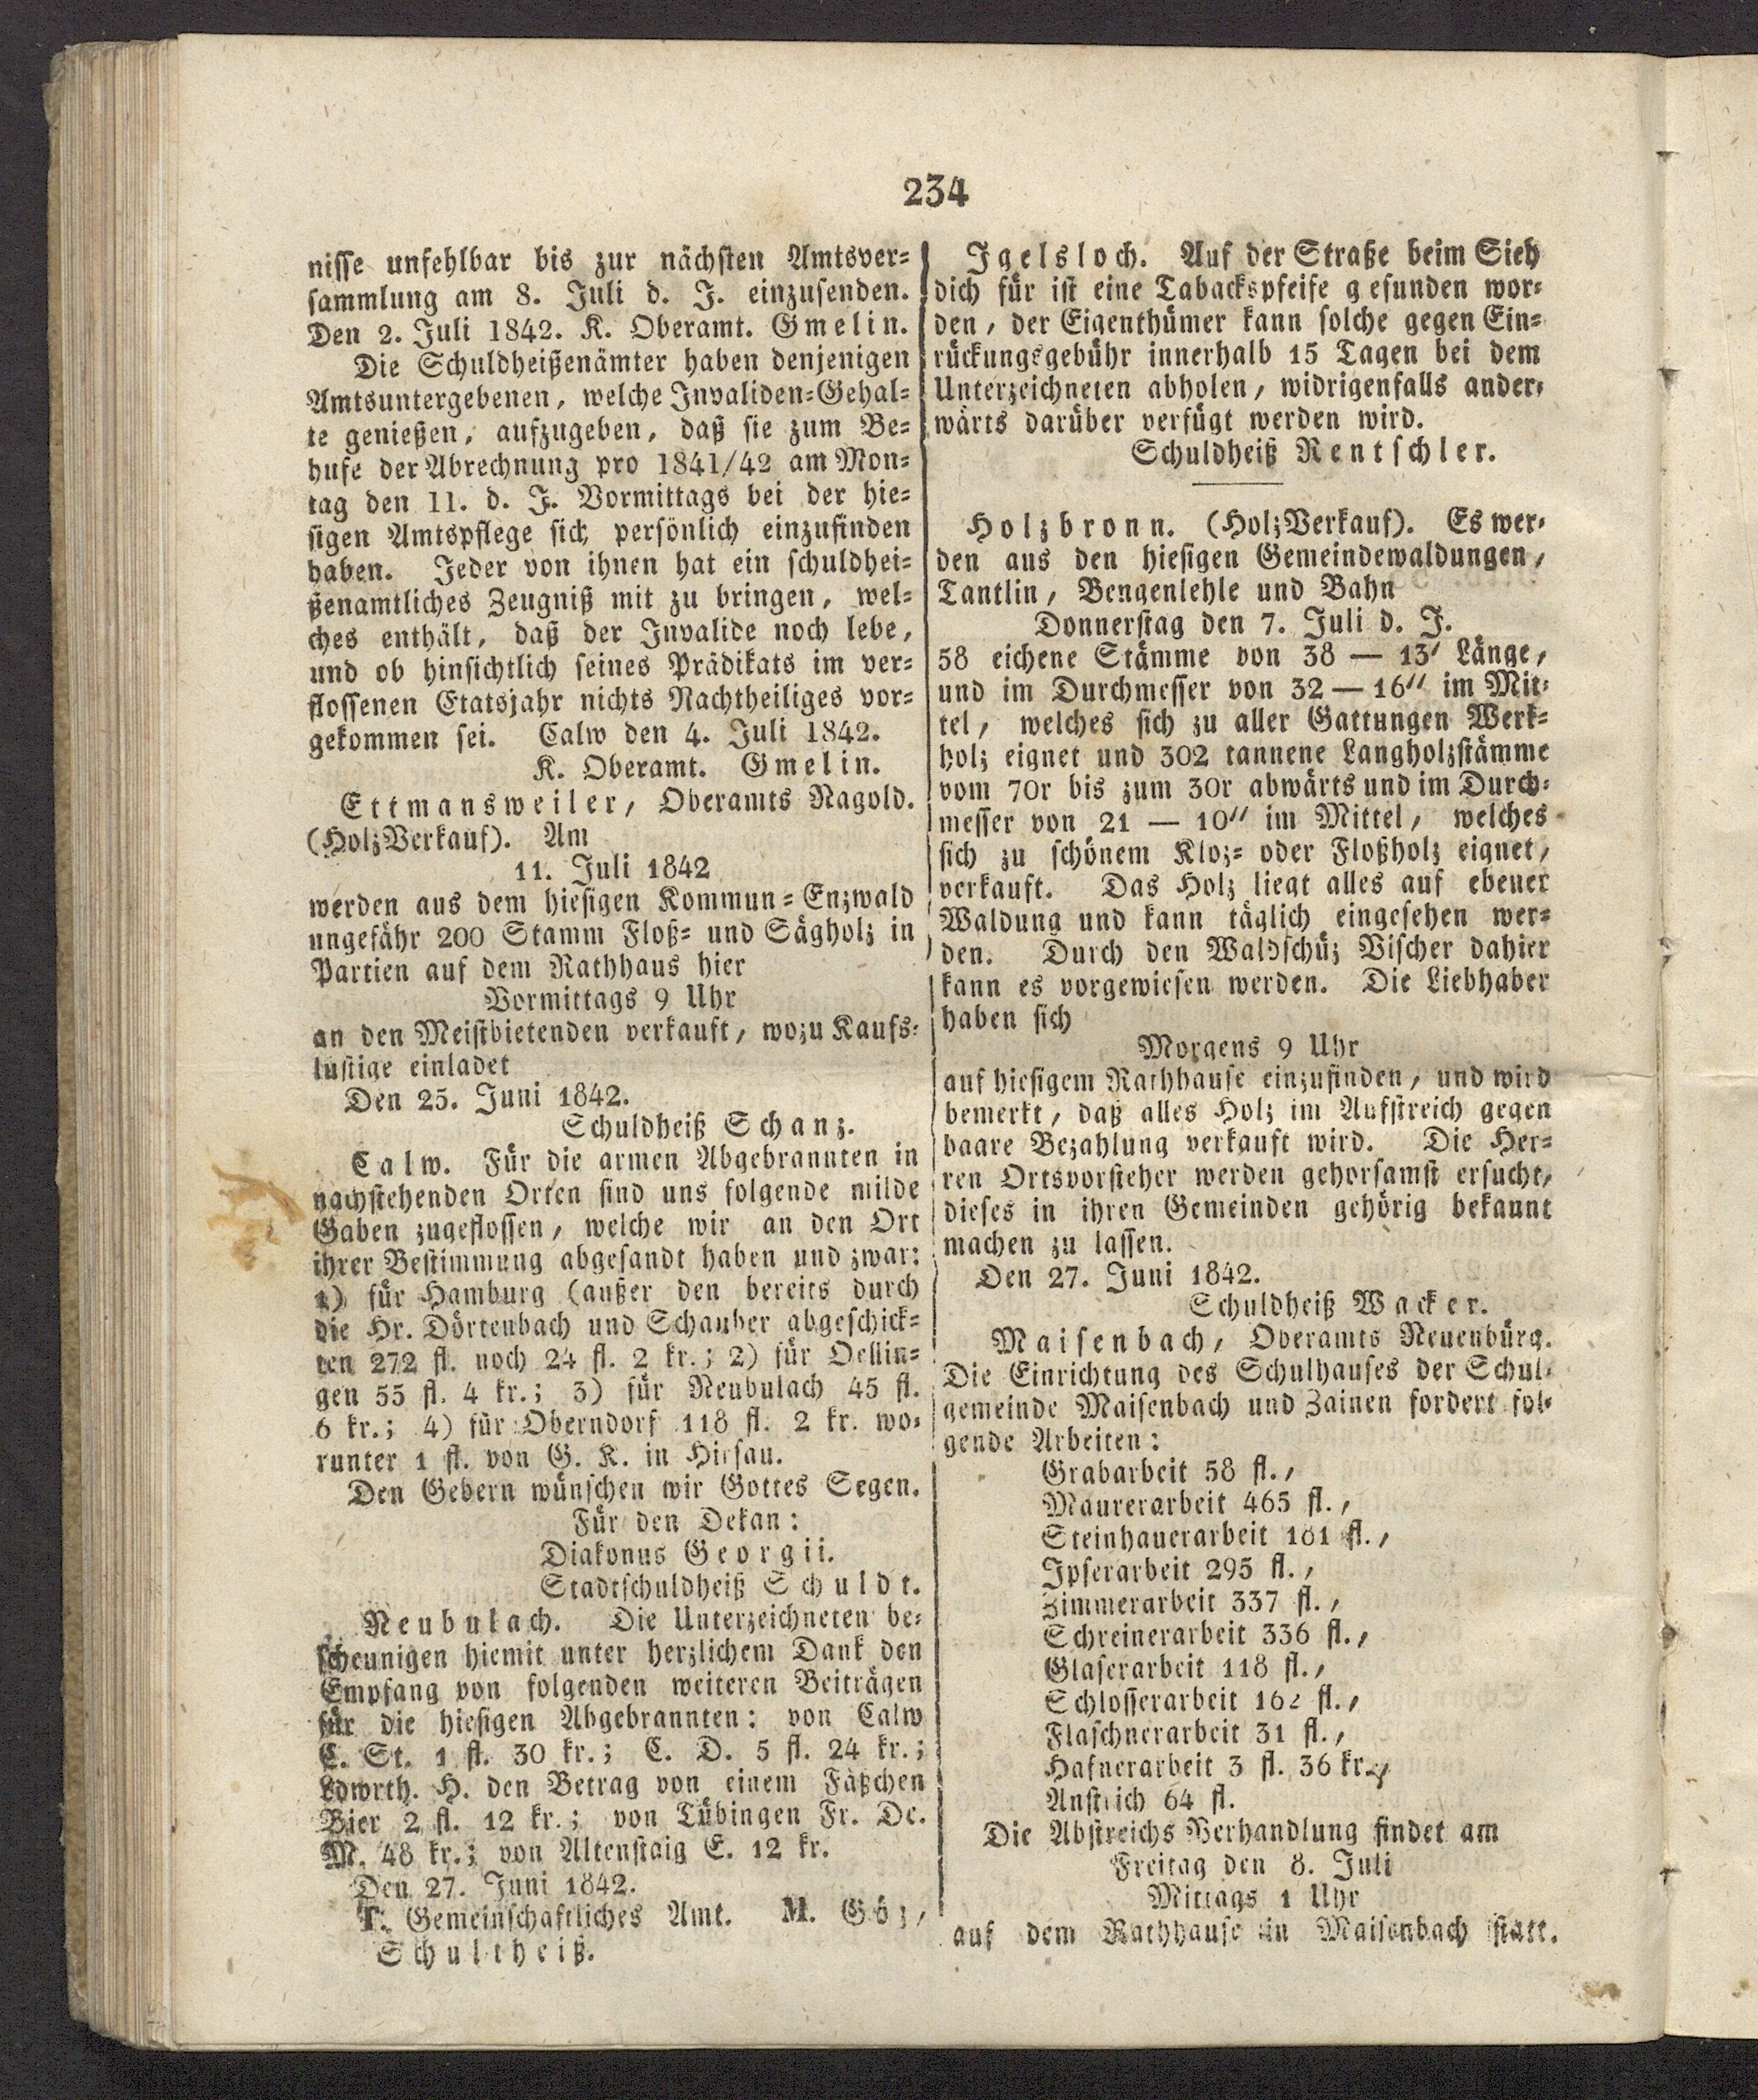 234
nisse unfehlbar bis zur nächsten Amtsver=
sammlung am 8. Juli d. J. einzusenden.
Den 2. Juli 1842. K. Oberamt. Gmelin.
Die Schuldheißenämter haben denjenigen
Amtsuntergebenen, welche Invaliden=Gehal=
te genießen, aufzugeben, daß sie zum Be=
hufe der Abrechnung pro 1841/42 am Mon=
tag den 11. d. J. Vormittags bei der hie=
sigen Amtspflege sich persönlich einzufinden
haben. Jeder von ihnen hat ein schuldhei=
ßenamtliches Zeugniß mit zu bringen, wel=
ches enthält, daß der Invalide noch lebe,
und ob hinsichtlich seines Prädikats im ver=
flossenen Etatsjahr nichts Nachtheiliges vor=
gekommen sei. Calw den 4. Juli 1842.
K. Oberamt. Gmelin.
Ettmansweiler, Oberamts Nagold.
(HolzVerkauf). Am
11. Juli 1842
werden aus dem hiesigen Kommun=Enzwald
ungefähr 200 Stamm Floß= und Sägholz in
Partien auf dem Rathhaus hier
Vormittags 9 Uhr
an den Meistbietenden verkauft, wozu Kaufs=
lustige einladet
Den 25. Juni 1842.
Schuldheiß Schanz.
Calw. Für die armen Abgebrannten in
nachstehenden Orten sind uns folgende milde
Gaben zugeflossen, welche wir an den Ort
ihrer Bestimmung abgesandt haben und zwar:
1) für Hamburg (außer den bereits durch
die Hr. Dörtenbach und Schauber abgeschick=
ten 272 fl. noch 24 fl. 2 kr.; 2) für Oellin=
gen 55 fl. 4 kr.; 3) für Neubulach 45 fl.
6 kr.; 4) für Oberndorf 118 fl. 2 kr. wo=
runter 1 fl. von G. K. in Hirsau.
Den Gebern wünschen wir Gottes Segen.
Für den Dekan:
Diakonus Georgii.
Stadtschuldheiß Schuldt.
Neubulach. Die Unterzeichneten be=
scheunigen hiemit unter herzlichem Dank den
Empfang von folgenden weiteren Beiträgen
für die hiesigen Abgebrannten: von Calw
C. St. 1 fl. 30 kr.; C. D. 5 fl. 24 kr.;
Ldwrth. H. den Betrag von einem Fäßchen
Bier 2 fl. 12 kr.; von Tübingen Fr. De.
M. 48 kr.; von Altenstaig E. 12 kr.
Den 27. Juni 1842.
T. Gemeinschaftliches Amt. M. Göz,
Schultheiß.
Igelsloch. Auf der Straße beim Sieh
dich für ist eine Tabackspfeife gefunden wor=
den, der Eigenthümer kann solche gegen Ein=
rückungsgebühr innerhalb 15 Tagen bei dem
Unterzeichneten abholen, widrigenfalls ander=
wärts darüber verfügt werden wird.
Schuldheiß Rentschler.
Holzbronn. (HolzVerkauf). Es wer=
den aus den hiesigen Gemeindewaldungen,
Tantlin, Bengenlehle und Bahn
Donnerstag den 7. Juli d. J.
58 eichene Stämme von 38 — 13' Länge,
und im Durchmesser von 32 — 16" im Mit=
tel, welches sich zu aller Gattungen Werk=
holz eignet und 302 tannene Langholzstämme
vom 70r bis zum 30r abwärts und im Durch=
messer von 21 — 10" im Mittel, welches
sich zu schönem Kloz= oder Floßholz eignet,
verkauft. Das Holz liegt alles auf ebener
Waldung und kann täglich eingesehen wer=
den. Durch den Waldschüz Vischer dahier
kann es vorgewiesen werden. Die Liebhaber
haben sich
Morgens 9 Uhr
auf hiesigem Rathhause einzufinden, und wird
bemerkt, daß alles Holz im Aufstreich gegen
baare Bezahlung verkauft wird. Die Her=
ren Ortsvorsteher werden gehorsamst ersucht,
dieses in ihren Gemeinden gehörig bekannt
machen zu lassen.
Den 27. Juni 1842.
Schuldheiß Wacker.
Maisenbach, Oberamts Neuenbürg.
Die Einrichtung des Schulhauses der Schul=
gemeinde Maisenbach und Zainen fordert fol=
gende Arbeiten:
Grabarbeit 58 fl.,
Maurerarbeit 465 fl.,
Steinhauerarbeit 181 fl.,
Ipserarbeit 295 fl.,
Zimmerarbeit 337 fl.,
Schreinerarbeit 336 fl.,
Glaserarbeit 118 fl.,
Schlosserarbeit 162 fl.,
Flaschnerarbeit 31 fl.,
Hafnerarbeit 3 fl. 36 kr.,
Anstrich 64 fl.
Die AbstreichsVerhandlung findet am
Freitag den 8. Juli
Mittags 1 Uhr
auf dem Rathhause in Maisenbach statt.